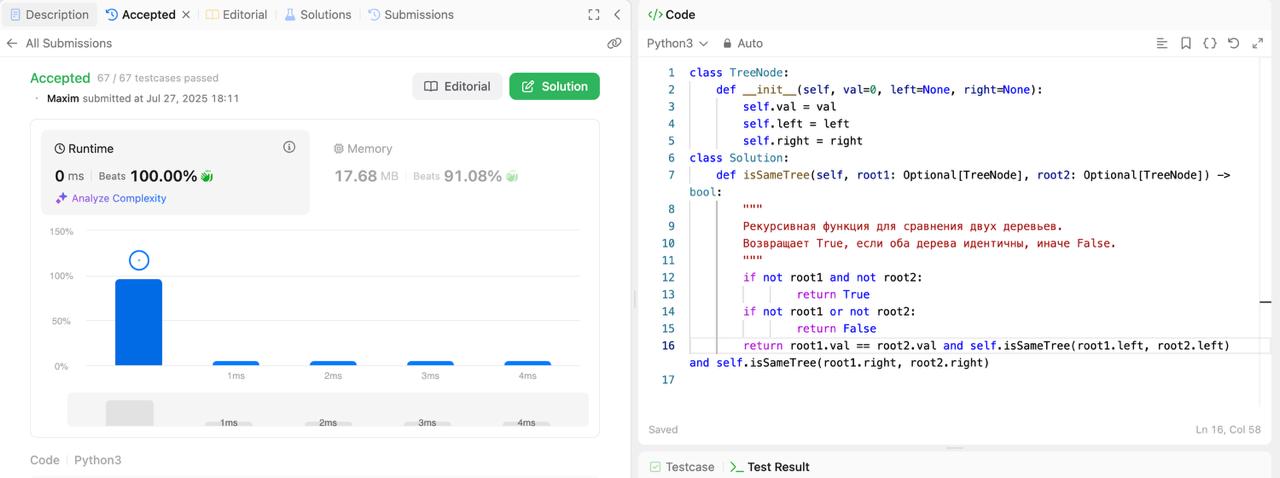 Description
Accepted
Editorial
Solutions
Submissions
All Submissions
Accepted 67 / 67 testcases passed
Maxim submitted at Jul 27, 2025 18:11
Editorial
Solution
Runtime
0 ms | Beats 100.00%
Analyze Complexity
Memory
17.68 MB | Beats 91.08%
150%
100%
50%
0%
1ms 2ms 3ms 4ms
1ms 2ms 3ms 4ms
Code | Python3
</> Code
Python3
Auto
1 class TreeNode:
2 def __init__(self, val=0, left=None, right=None):
3 self.val = val
4 self.left = left
5 self.right = right
6 class Solution:
7 def isSameTree(self, root1: Optional[TreeNode], root2: Optional[TreeNode]) ->
bool:
8 """
9 Рекурсивная функция для сравнения двух деревьев.
10 Возвращает True, если оба дерева идентичны, иначе False.
11 """
12 if not root1 and not root2:
13 return True
14 if not root1 or not root2:
15 return False
16 return root1.val == root2.val and self.isSameTree(root1.left, root2.left)
and self.isSameTree(root1.right, root2.right)
17
Saved
Ln 16, Col 58
Testcase
Test Result